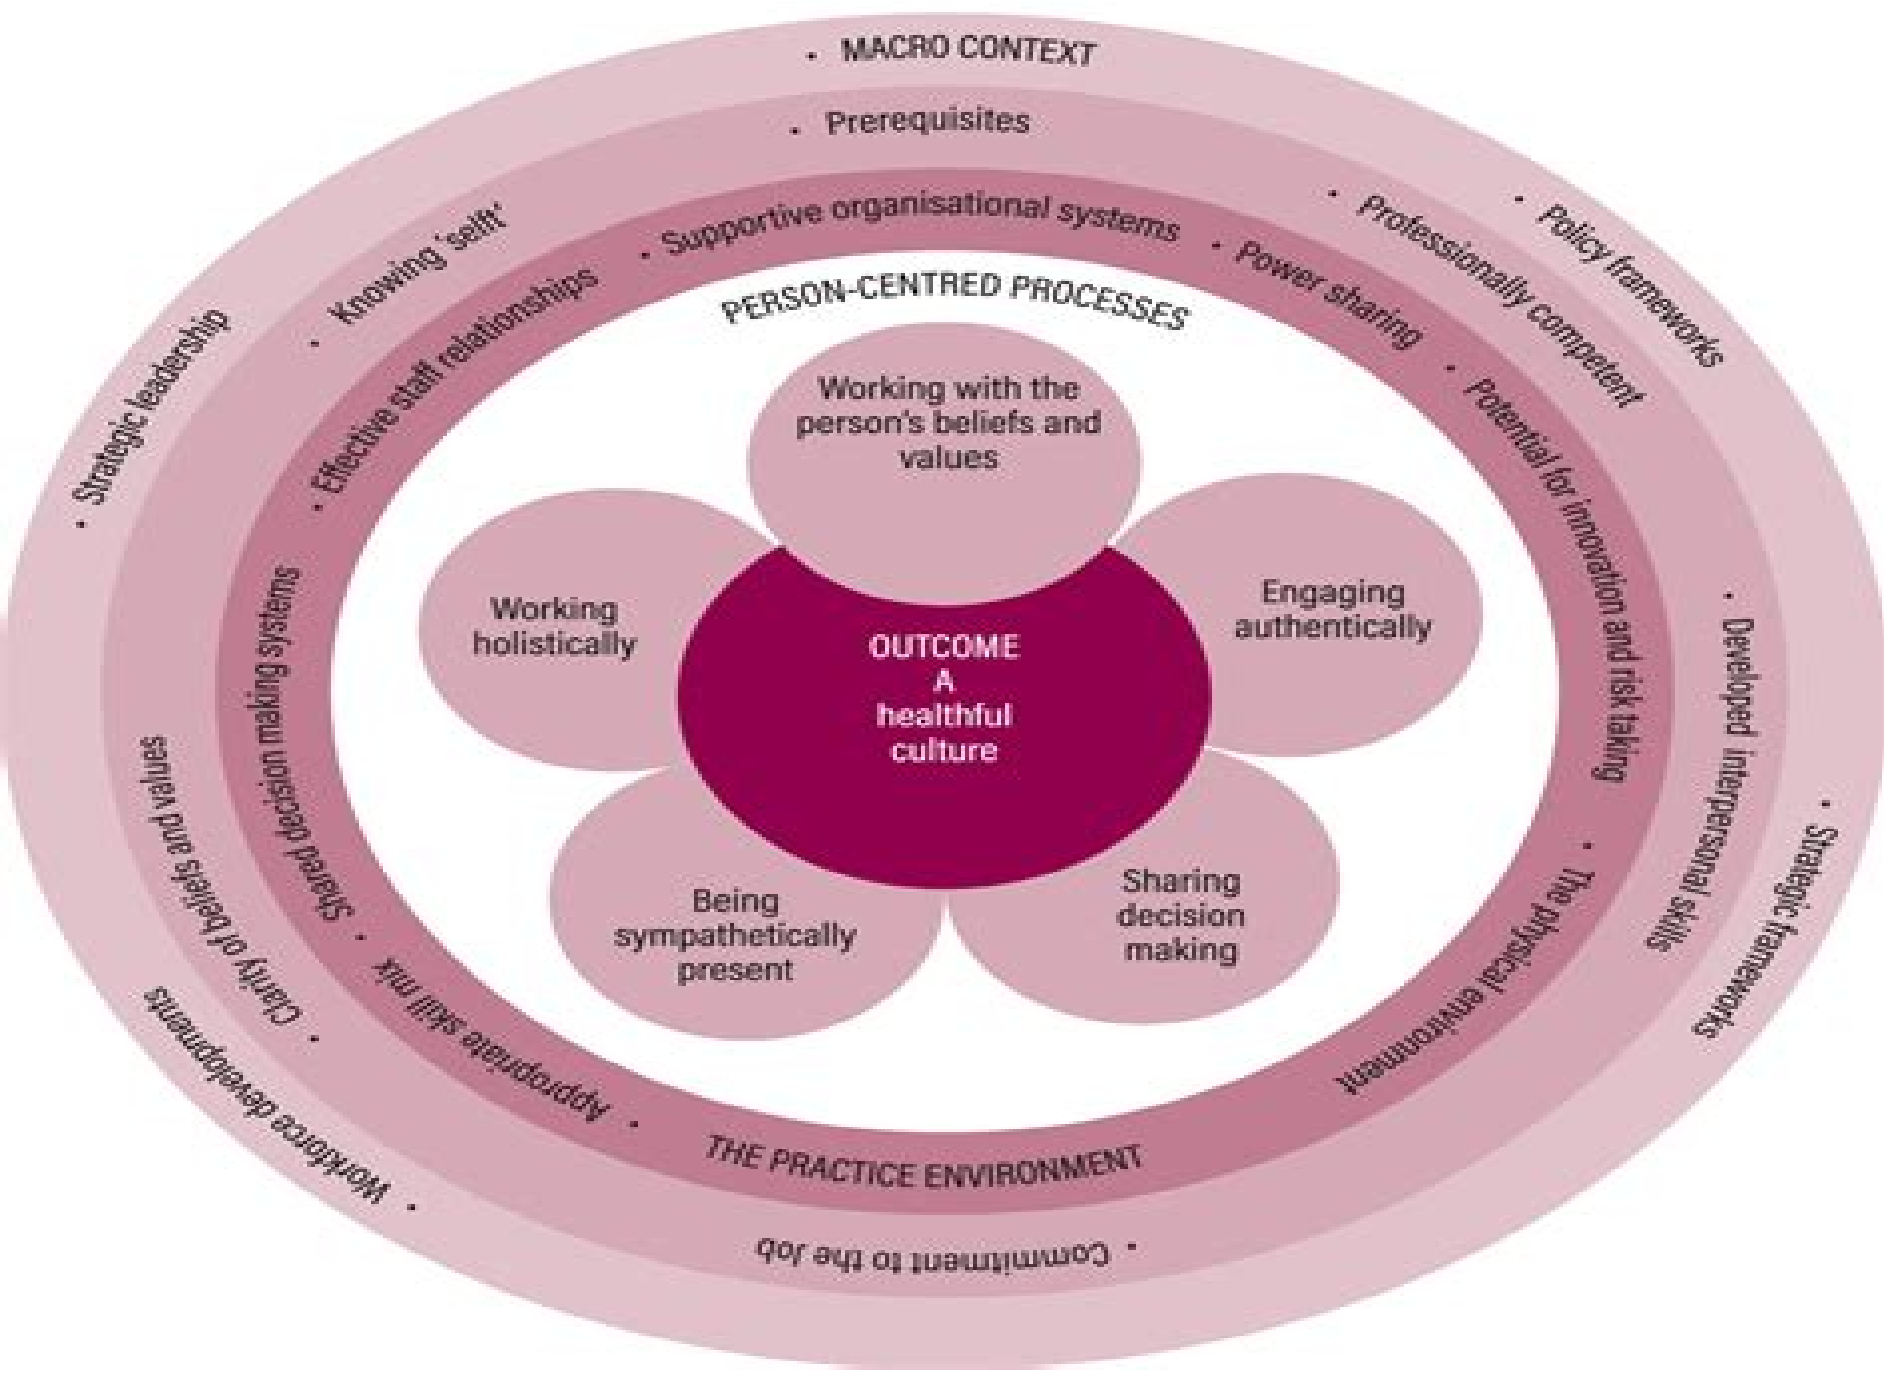 • MACRO CONTEXT
• Policy frameworks
• Strategic frameworks
• Workforce developments
• Strategic leadership
• Prerequisites
• Professionally competent
• Developed interpersonal skills
• Commitment to the Job
• Clarity of beliefs and values
• Knowing 'selft'
• Supportive organisational systems
• Power sharing
• Potential for innovation and risk taking
• The physical environment
THE PRACTICE ENVIRONMENT
• Appropriate skill mix
• Shared decision making systems
• Effective staff relationships
PERSON-CENTRED PROCESSES
Working with the
person's beliefs and
values
Engaging
authentically
Sharing
decision
making
Being
sympathetically
present
Working
holistically
OUTCOME
A
healthful
culture